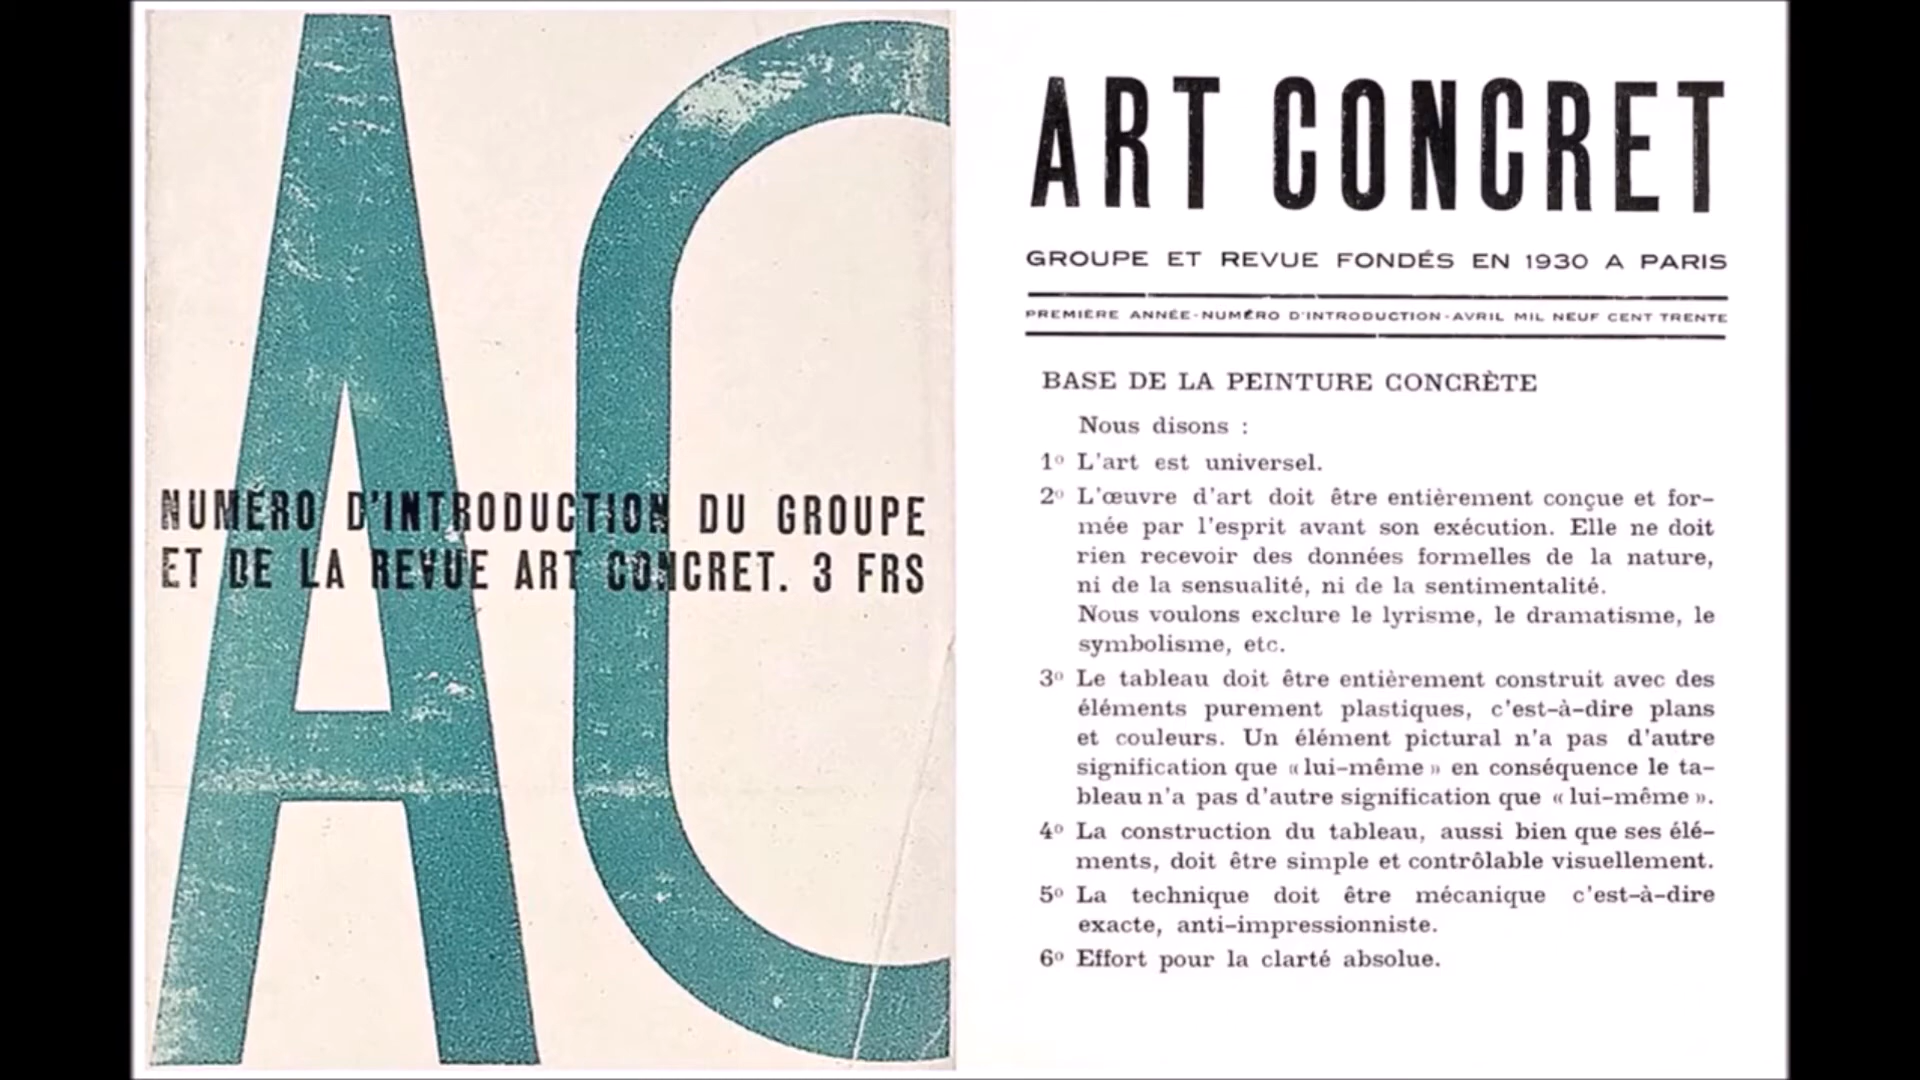 AC
NUMÉRO D'INTRODUCTION DU GROUPE
ET DE LA REVUE ART CONCRET. 3 FRS
ART CONCRET
GROUPE ET REVUE FONDÉS EN 1930 A PARIS
PREMIÈRE ANNÉE-NUMÉRO D'INTRODUCTION-AVRIL MIL NEUF CENT TRENTE
BASE DE LA PEINTURE CONCRÈTE
Nous disons :
1º L'art est universel.
2º L'œuvre d'art doit être entièrement conçue et for-
mée par l'esprit avant son exécution. Elle ne doit
rien recevoir des données formelles de la nature,
ni de la sensualité, ni de la sentimentalité.
Nous voulons exclure le lyrisme, le dramatisme, le
symbolisme, etc.
3º Le tableau doit être entièrement construit avec des
éléments purement plastiques, c'est-à-dire plans
et couleurs. Un élément pictural n'a pas d'autre
signification que « lui-même » en conséquence le ta-
bleau n'a pas d'autre signification que « lui-même ».
4º La construction du tableau, aussi bien que ses élé-
ments, doit être simple et contrôlable visuellement.
5º La technique doit être mécanique c'est-à-dire
exacte, anti-impressionniste.
6º Effort pour la clarté absolue.